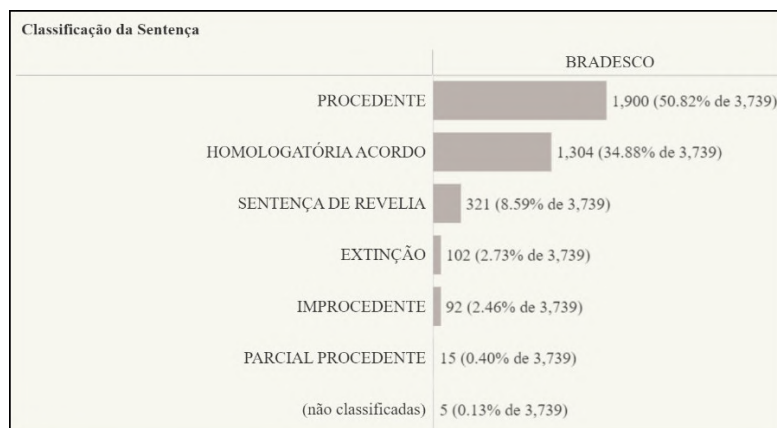 Classificação da Sentença
BRADESCO
PROCEDENTE 1,900 (50.82% de 3,739)
HOMOLOGATÓRIA ACORDO 1,304 (34.88% de 3,739)
SENTENÇA DE REVELIA 321 (8.59% de 3,739)
EXTINÇÃO 102 (2.73% de 3,739)
IMPROCEDENTE 92 (2.46% de 3,739)
PARCIAL PROCEDENTE 15 (0.40% de 3,739)
(não classificadas) 5 (0.13% de 3,739)